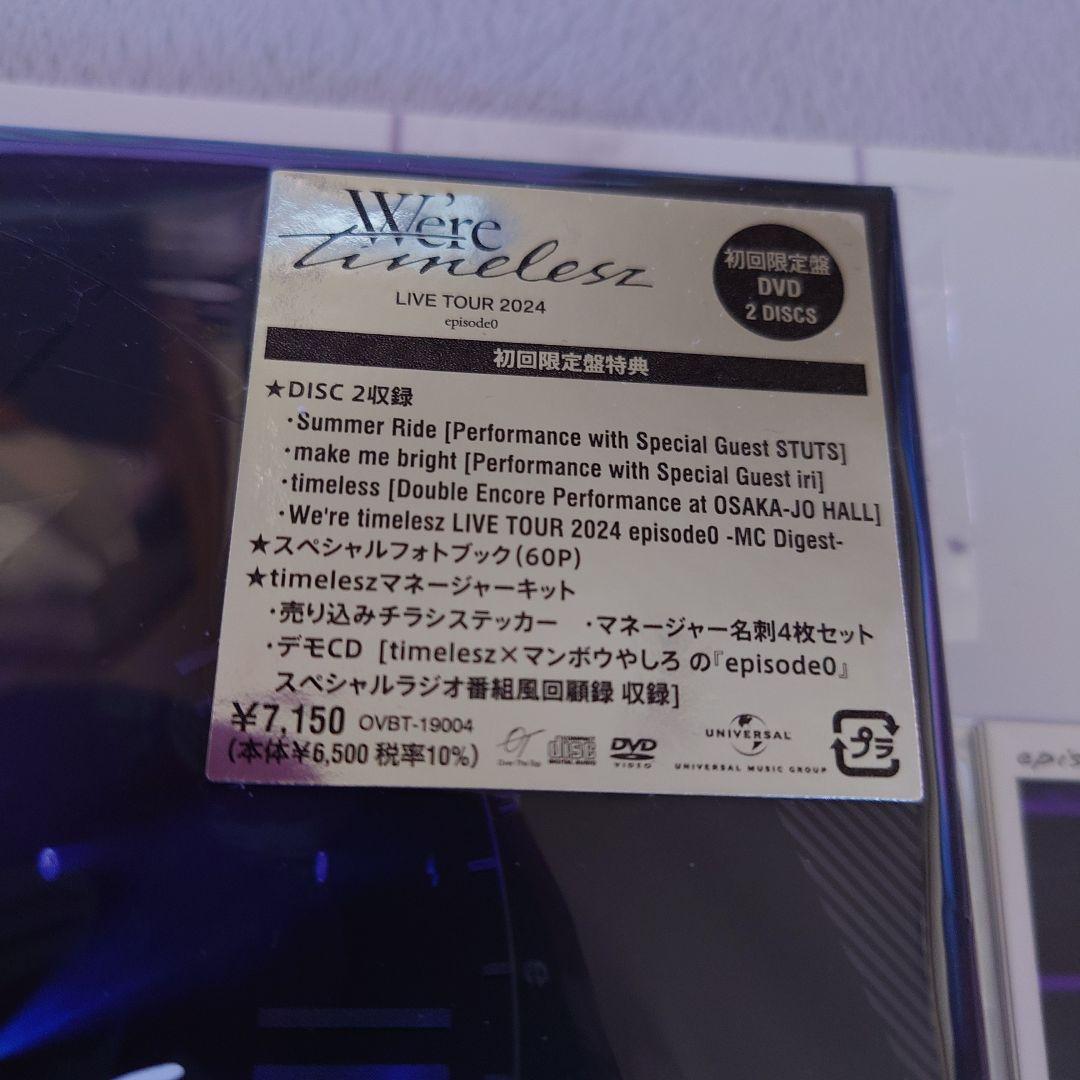 We're
timelesz
LIVE TOUR 2024
episode0
初回限定盤
DVD
2 DISCS
初回限定盤特典
★DISC 2収録
・Summer Ride [Performance with Special Guest STUTS]
・make me bright [Performance with Special Guest iri]
・timeless [Double Encore Performance at OSAKA-JO HALL]
・We're timelesz LIVE TOUR 2024 episode0 -MC Digest-
★スペシャルフォトブック(60P)
★timeleszマネージャーキット
・売り込みチラシステッカー ・マネージャー名刺4枚セット
・デモCD [timelesz×マンボウやしろ の『episode0』
スペシャルラジオ番組風回顧録 収録]
¥7,150 OVBT-19004
(本体¥6,500 税率10%)
Over The Top
COMPACT
disc
DIGITAL AUDIO
DVD
VIDEO
UNIVERSAL
UNIVERSAL MUSIC GROUP
プラ
epis